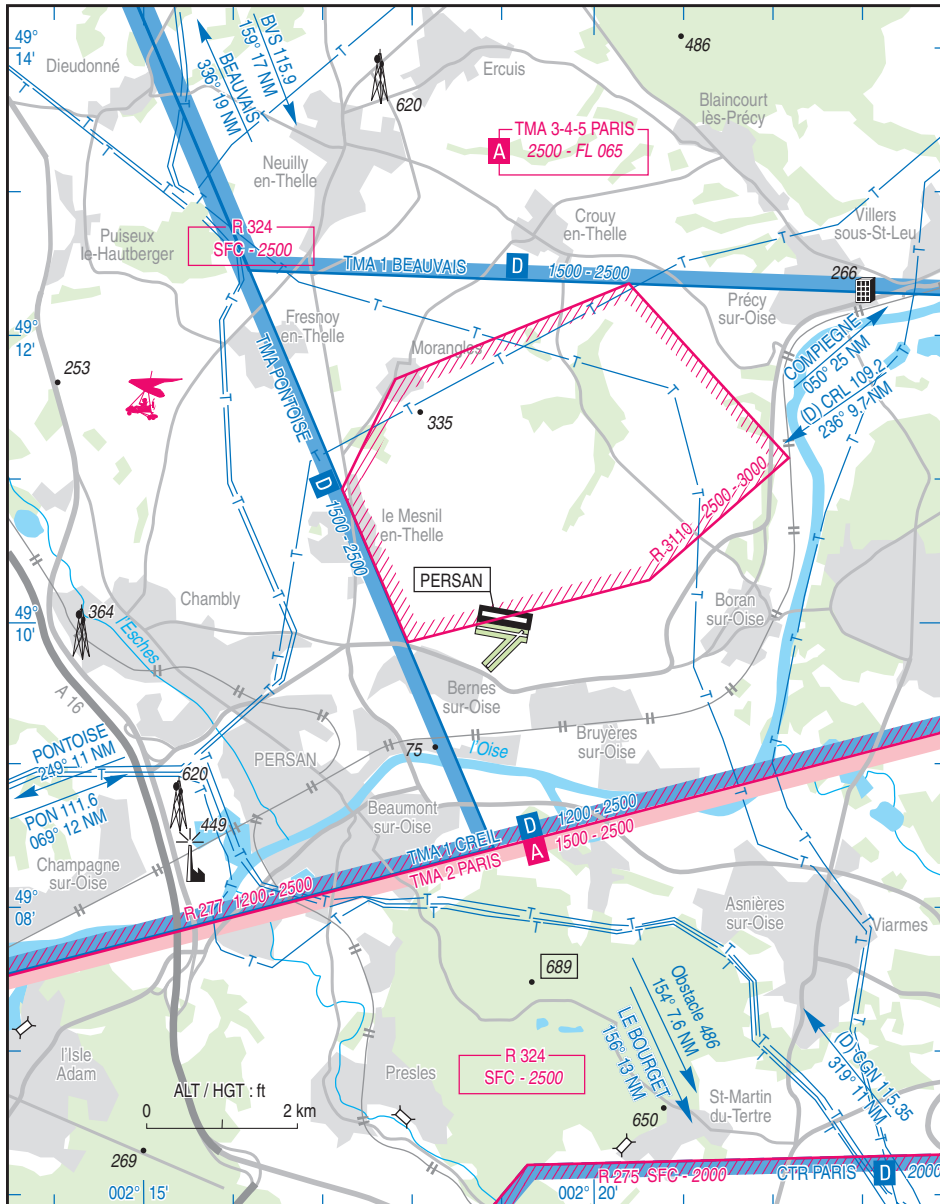 49°
14'
Dieudonné
BVS 115.9
159° 17 NM
BEAUVAIS
336° 19 NM
620
Ercuis
486
Blaincourt
lès-Précy
TMA 3-4-5 PARIS
A
2500 - FL 065
Neuilly
en-Thelle
Crouy
en-Thelle
Villers
sous-St-Leu
Puiseux
le-Hautberger
R 324
SFC - 2500
TMA 1 BEAUVAIS
D
1500 - 2500
266
Précy
sur-Oise
49°
12'
Fresnoy
en-Thelle
Morangles
COMPIEGNE
050° 25 NM
(D) CRL 109.2
236° 9.7 NM
253
335
TMA PONTOISE
D
1500-2500
le Mesnil
en-Thelle
R 3110
2500 - 3000
PERSAN
49°
10'
364
Chambly
l'Esches
Boran
sur-Oise
A 16
Bernes
sur-Oise
75
l'Oise
Bruyères
sur-Oise
PONTOISE
249° 11 NM
PON 111.6
069° 12 NM
PERSAN
620
449
Beaumont
sur-Oise
TMA 1 CREIL
D
1200 - 2500
TMA 2 PARIS
A
1500 - 2500
Champagne
sur-Oise
R 277 1200 - 2500
49°
08'
Asnières
sur-Oise
Viarmes
689
Obstacle 486
154° 7.6 NM
LE BOURGET
156° 13 NM
(D) CGN 115.35
319° 11 NM
l'Isle
Adam
Presles
R 324
SFC - 2500
ALT / HGT : ft
0
2 km
650
St-Martin
du-Tertre
269
R 275 SFC - 2000
CTR PARIS
D
2000
002° 15'
002° 20'
T T T T T T T T T T T T T T T T T T T T T T T T T T T T T T T T T T T T